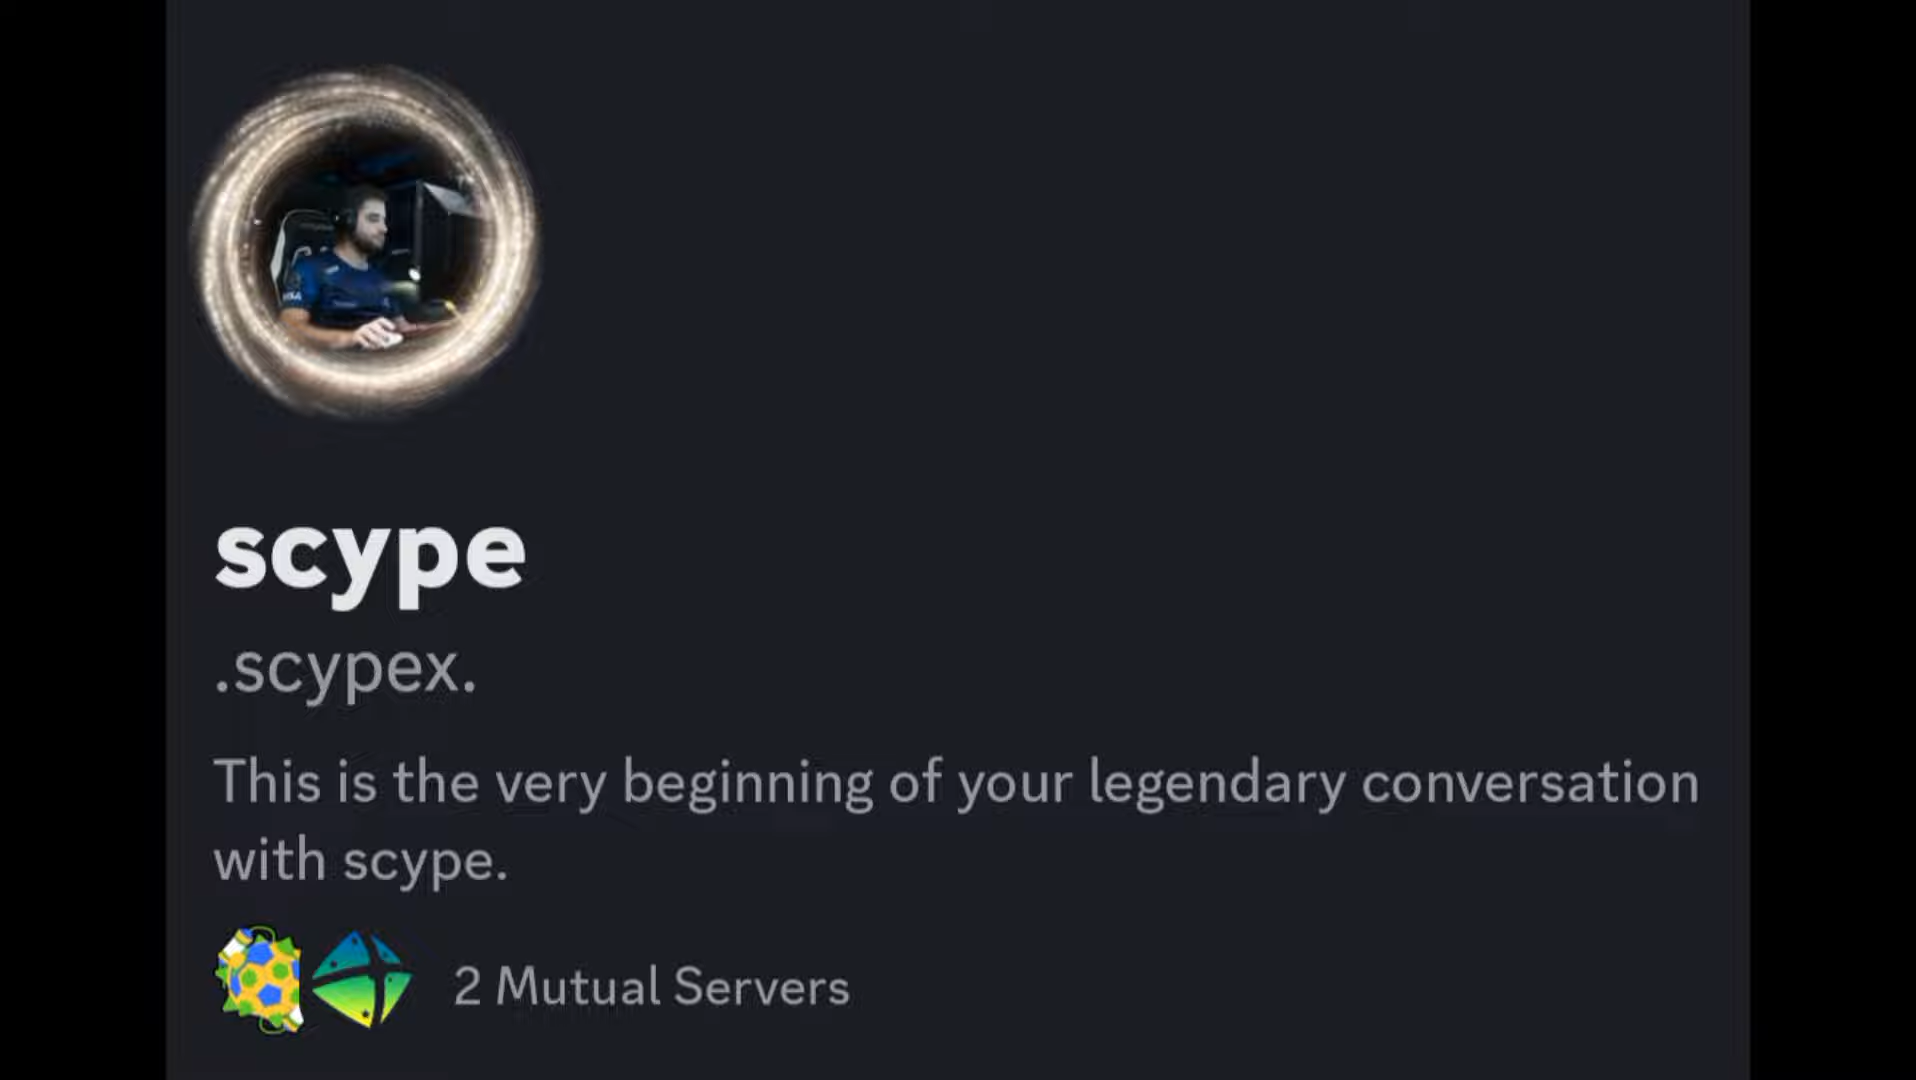 scype
.scypex.
This is the very beginning of your legendary conversation
with scype.
2 Mutual Servers